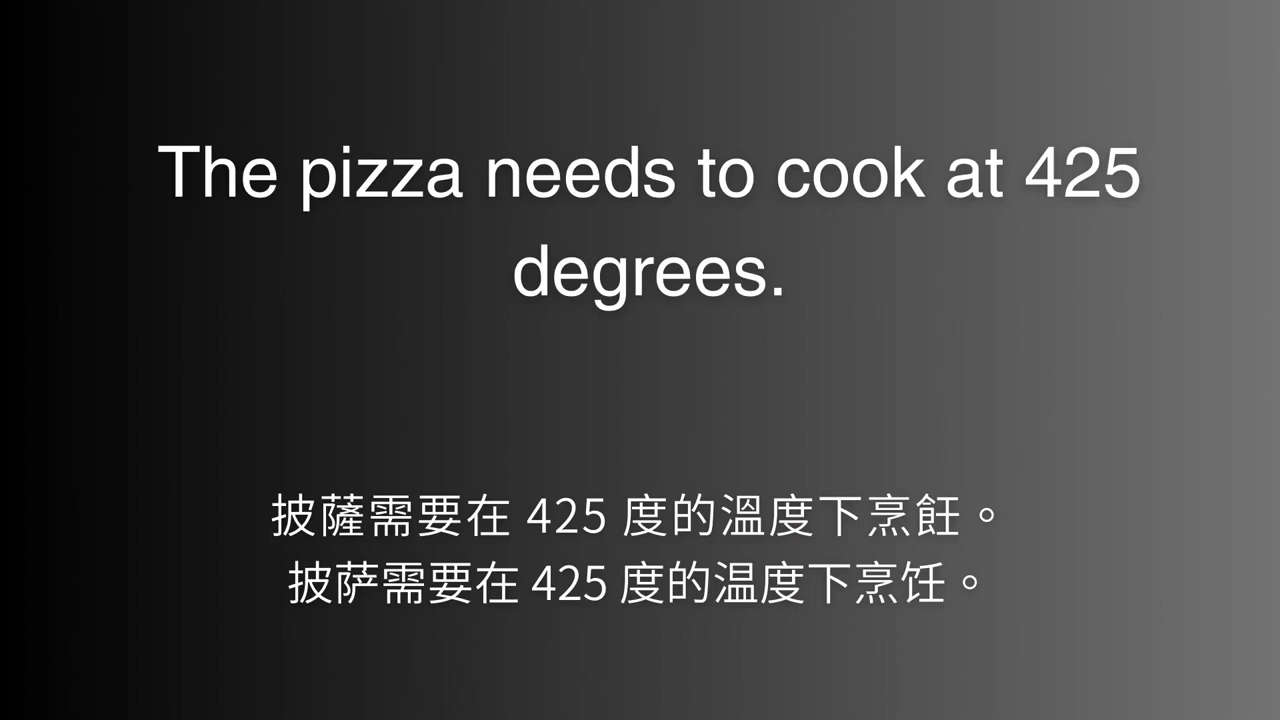 The pizza needs to cook at 425
degrees.
披薩需要在 425 度的溫度下烹飪。
披萨需要在 425 度的温度下烹饪。